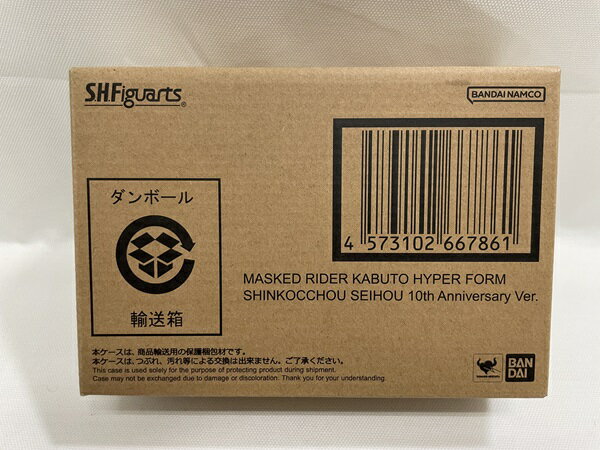 S.H.Figuarts®
BANDAI NAMCO
ダンボール
輸送箱
4 573102 667861
MASKED RIDER KABUTO HYPER FORM
SHINKOCCHOU SEIHOU 10th Anniversary Ver.
本ケースは、商品輸送用の保護梱包材です。
本ケースは、つぶれ、汚れ等による交換は出来ません。ご了承ください。
This case is used solely for the purpose of protecting product during shipment.
Case may not be exchanged due to damage or discoloration. Thank you for your understanding.
BAN
DAI